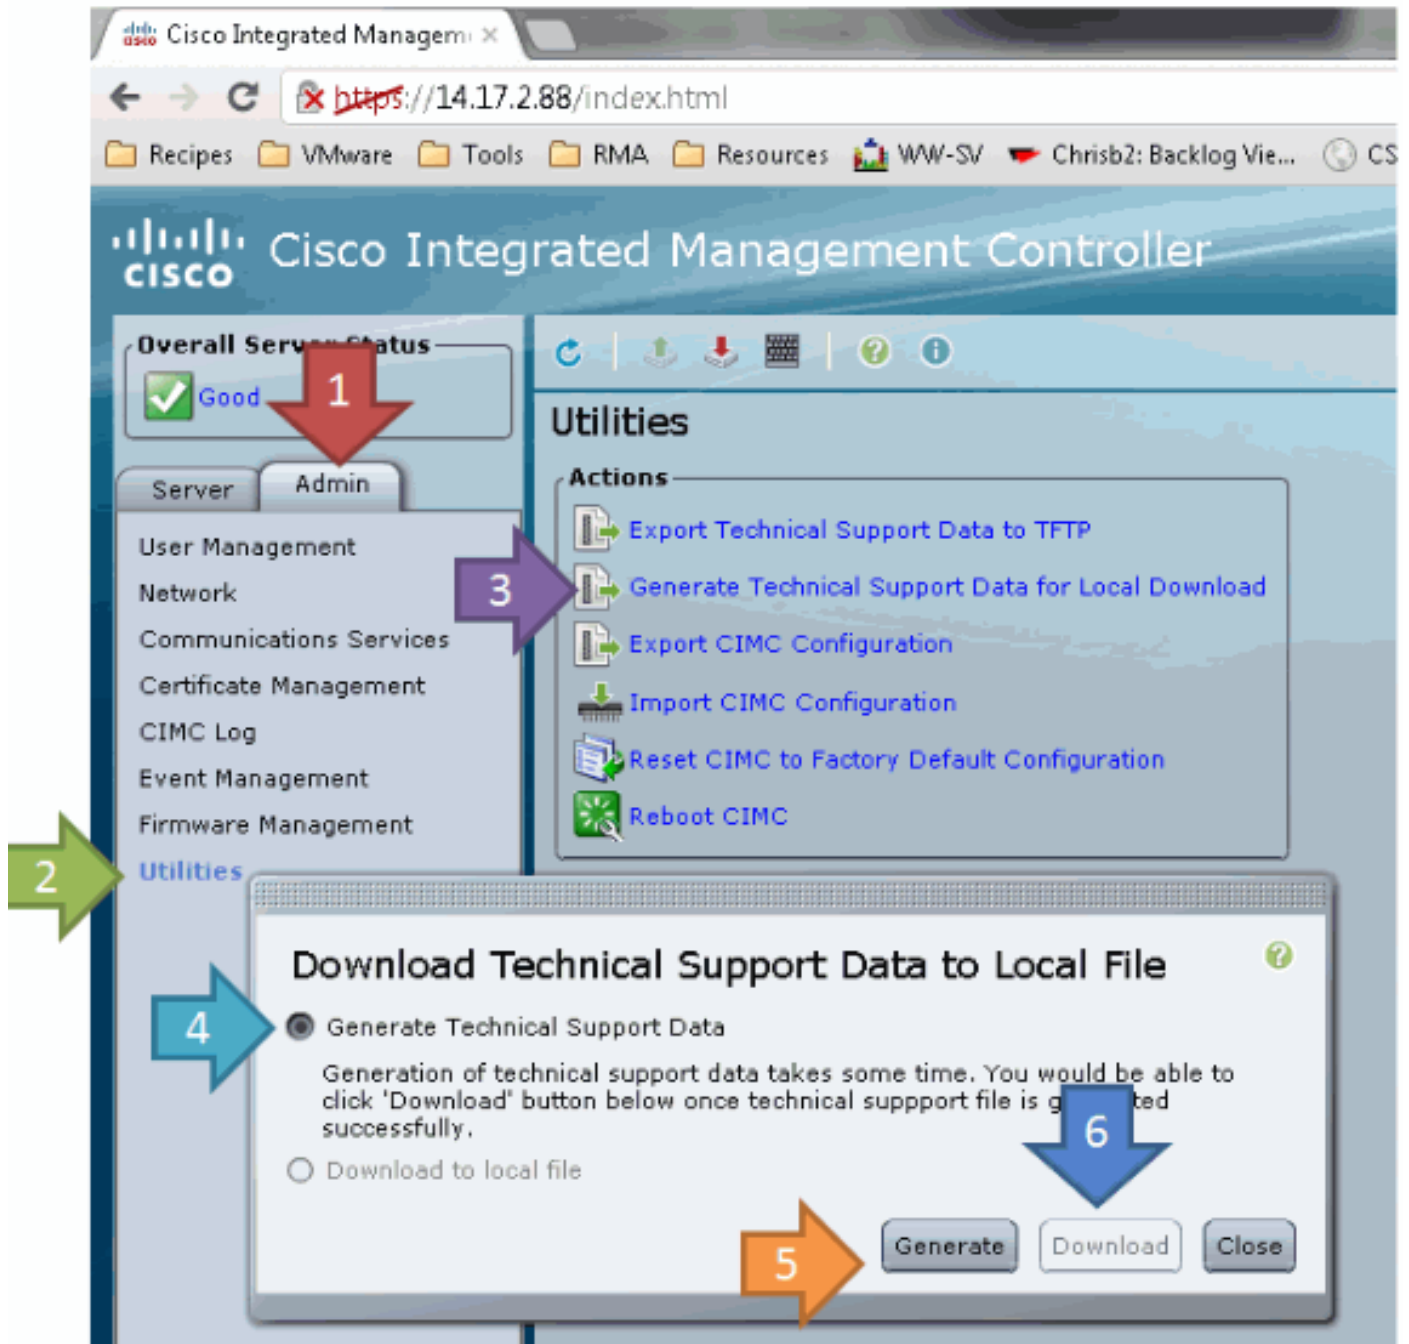 Cisco Integrated Managem
https://14.17.2.88/index.html
Recipes VMware Tools RMA Resources WW-SV Chrisb2: Backlog Vie... CS
CISCO Cisco Integrated Management Controller
Overall Server Status
Good
1
Server Admin
User Management
Network
Communications Services
Certificate Management
CIMC Log
Event Management
Firmware Management
2
Utilities
Utilities
Actions
Export Technical Support Data to TFTP
3
Generate Technical Support Data for Local Download
Export CIMC Configuration
Import CIMC Configuration
Reset CIMC to Factory Default Configuration
Reboot CIMC
Download Technical Support Data to Local File
4
Generate Technical Support Data
Generation of technical support data takes some time. You would be able to
click 'Download' button below once technical suppport file is g ted
successfully.
6
Download to local file
5
Generate Download Close